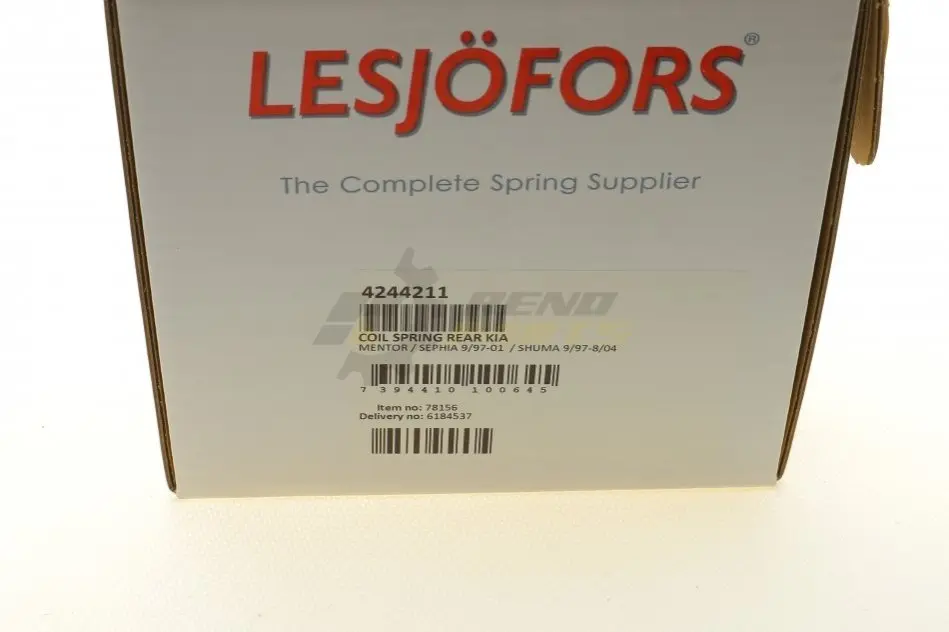 LESJÖFORS®
The Complete Spring Supplier
4244211
COIL SPRING REAR KIA
MENTOR / SEPHIA 9/97-01 / SHUMA 9/97-8/04
7 394410 100645
Item no: 78156
Delivery no: 6184537